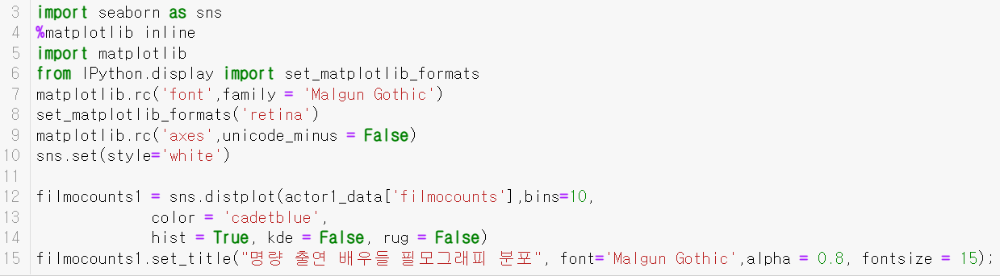 3 import seaborn as sns
4 %matplotlib inline
5 import matplotlib
6 from IPython.display import set_matplotlib_formats
7 matplotlib.rc('font',family = 'Malgun Gothic')
8 set_matplotlib_formats('retina')
9 matplotlib.rc('axes',unicode_minus = False)
10 sns.set(style='white')
11
12 filmocounts1 = sns.distplot(actor1_data['filmocounts'],bins=10,
13             color = 'cadetblue',
14             hist = True, kde = False, rug = False)
15 filmocounts1.set_title("명량 출연 배우들 필모그래피 분포", font='Malgun Gothic',alpha = 0.8, fontsize = 15);